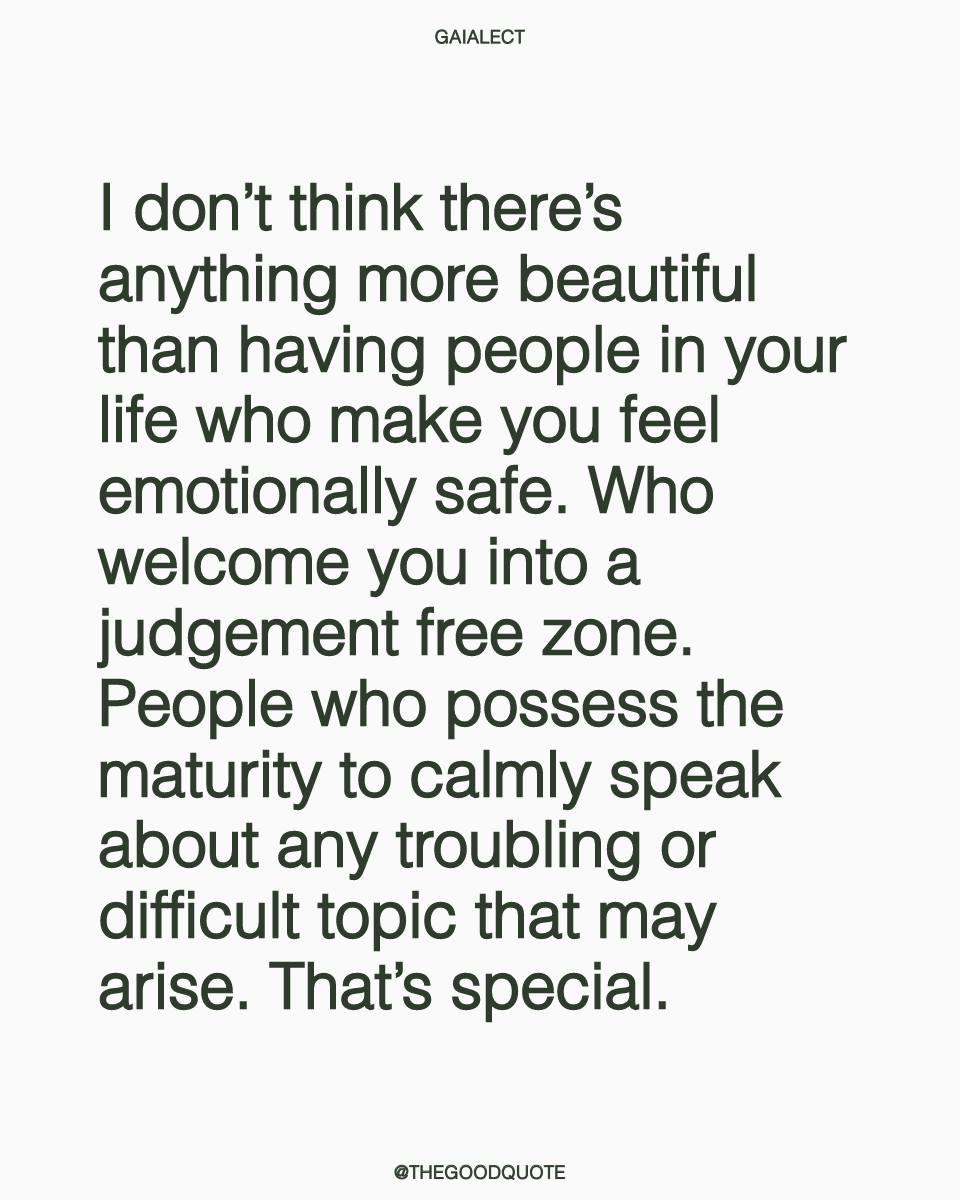 GAIALECT
I don’t think there’s
anything more beautiful
than having people in your
life who make you feel
emotionally safe. Who
welcome you into a
judgement free zone.
People who possess the
maturity to calmly speak
about any troubling or
difficult topic that may
arise. That’s special.
@THEGOODQUOTE